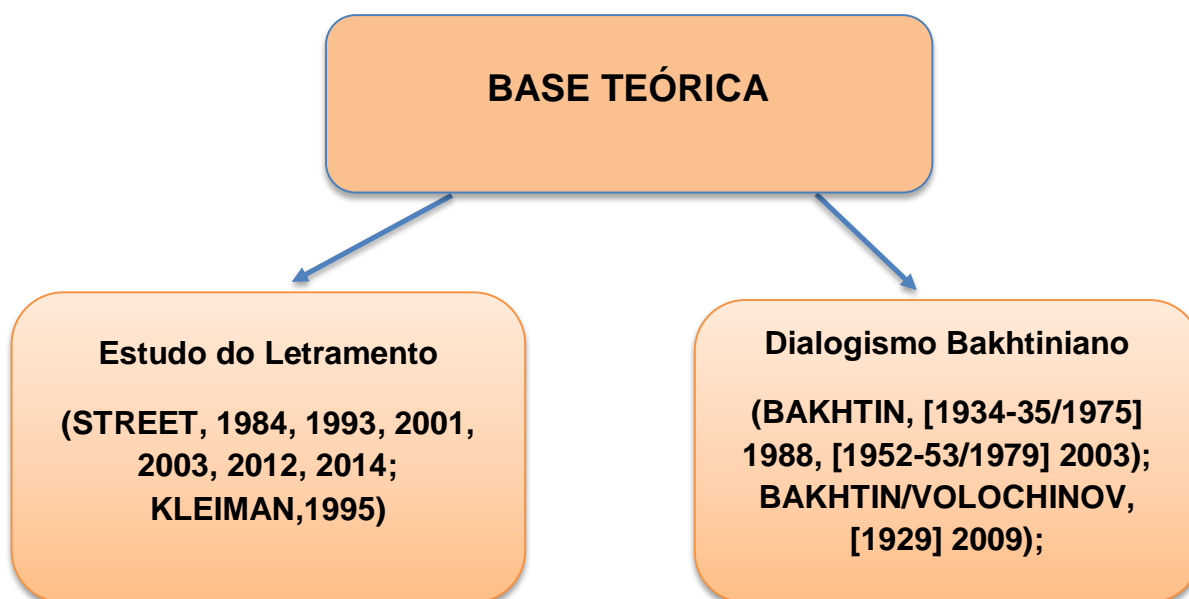 BASE TEÓRICA
Estudo do Letramento
(STREET, 1984, 1993, 2001,
2003, 2012, 2014;
KLEIMAN,1995)
Dialogismo Bakhtiniano
(BAKHTIN, [1934-35/1975]
1988, [1952-53/1979] 2003);
BAKHTIN/VOLOCHINOV,
[1929] 2009);